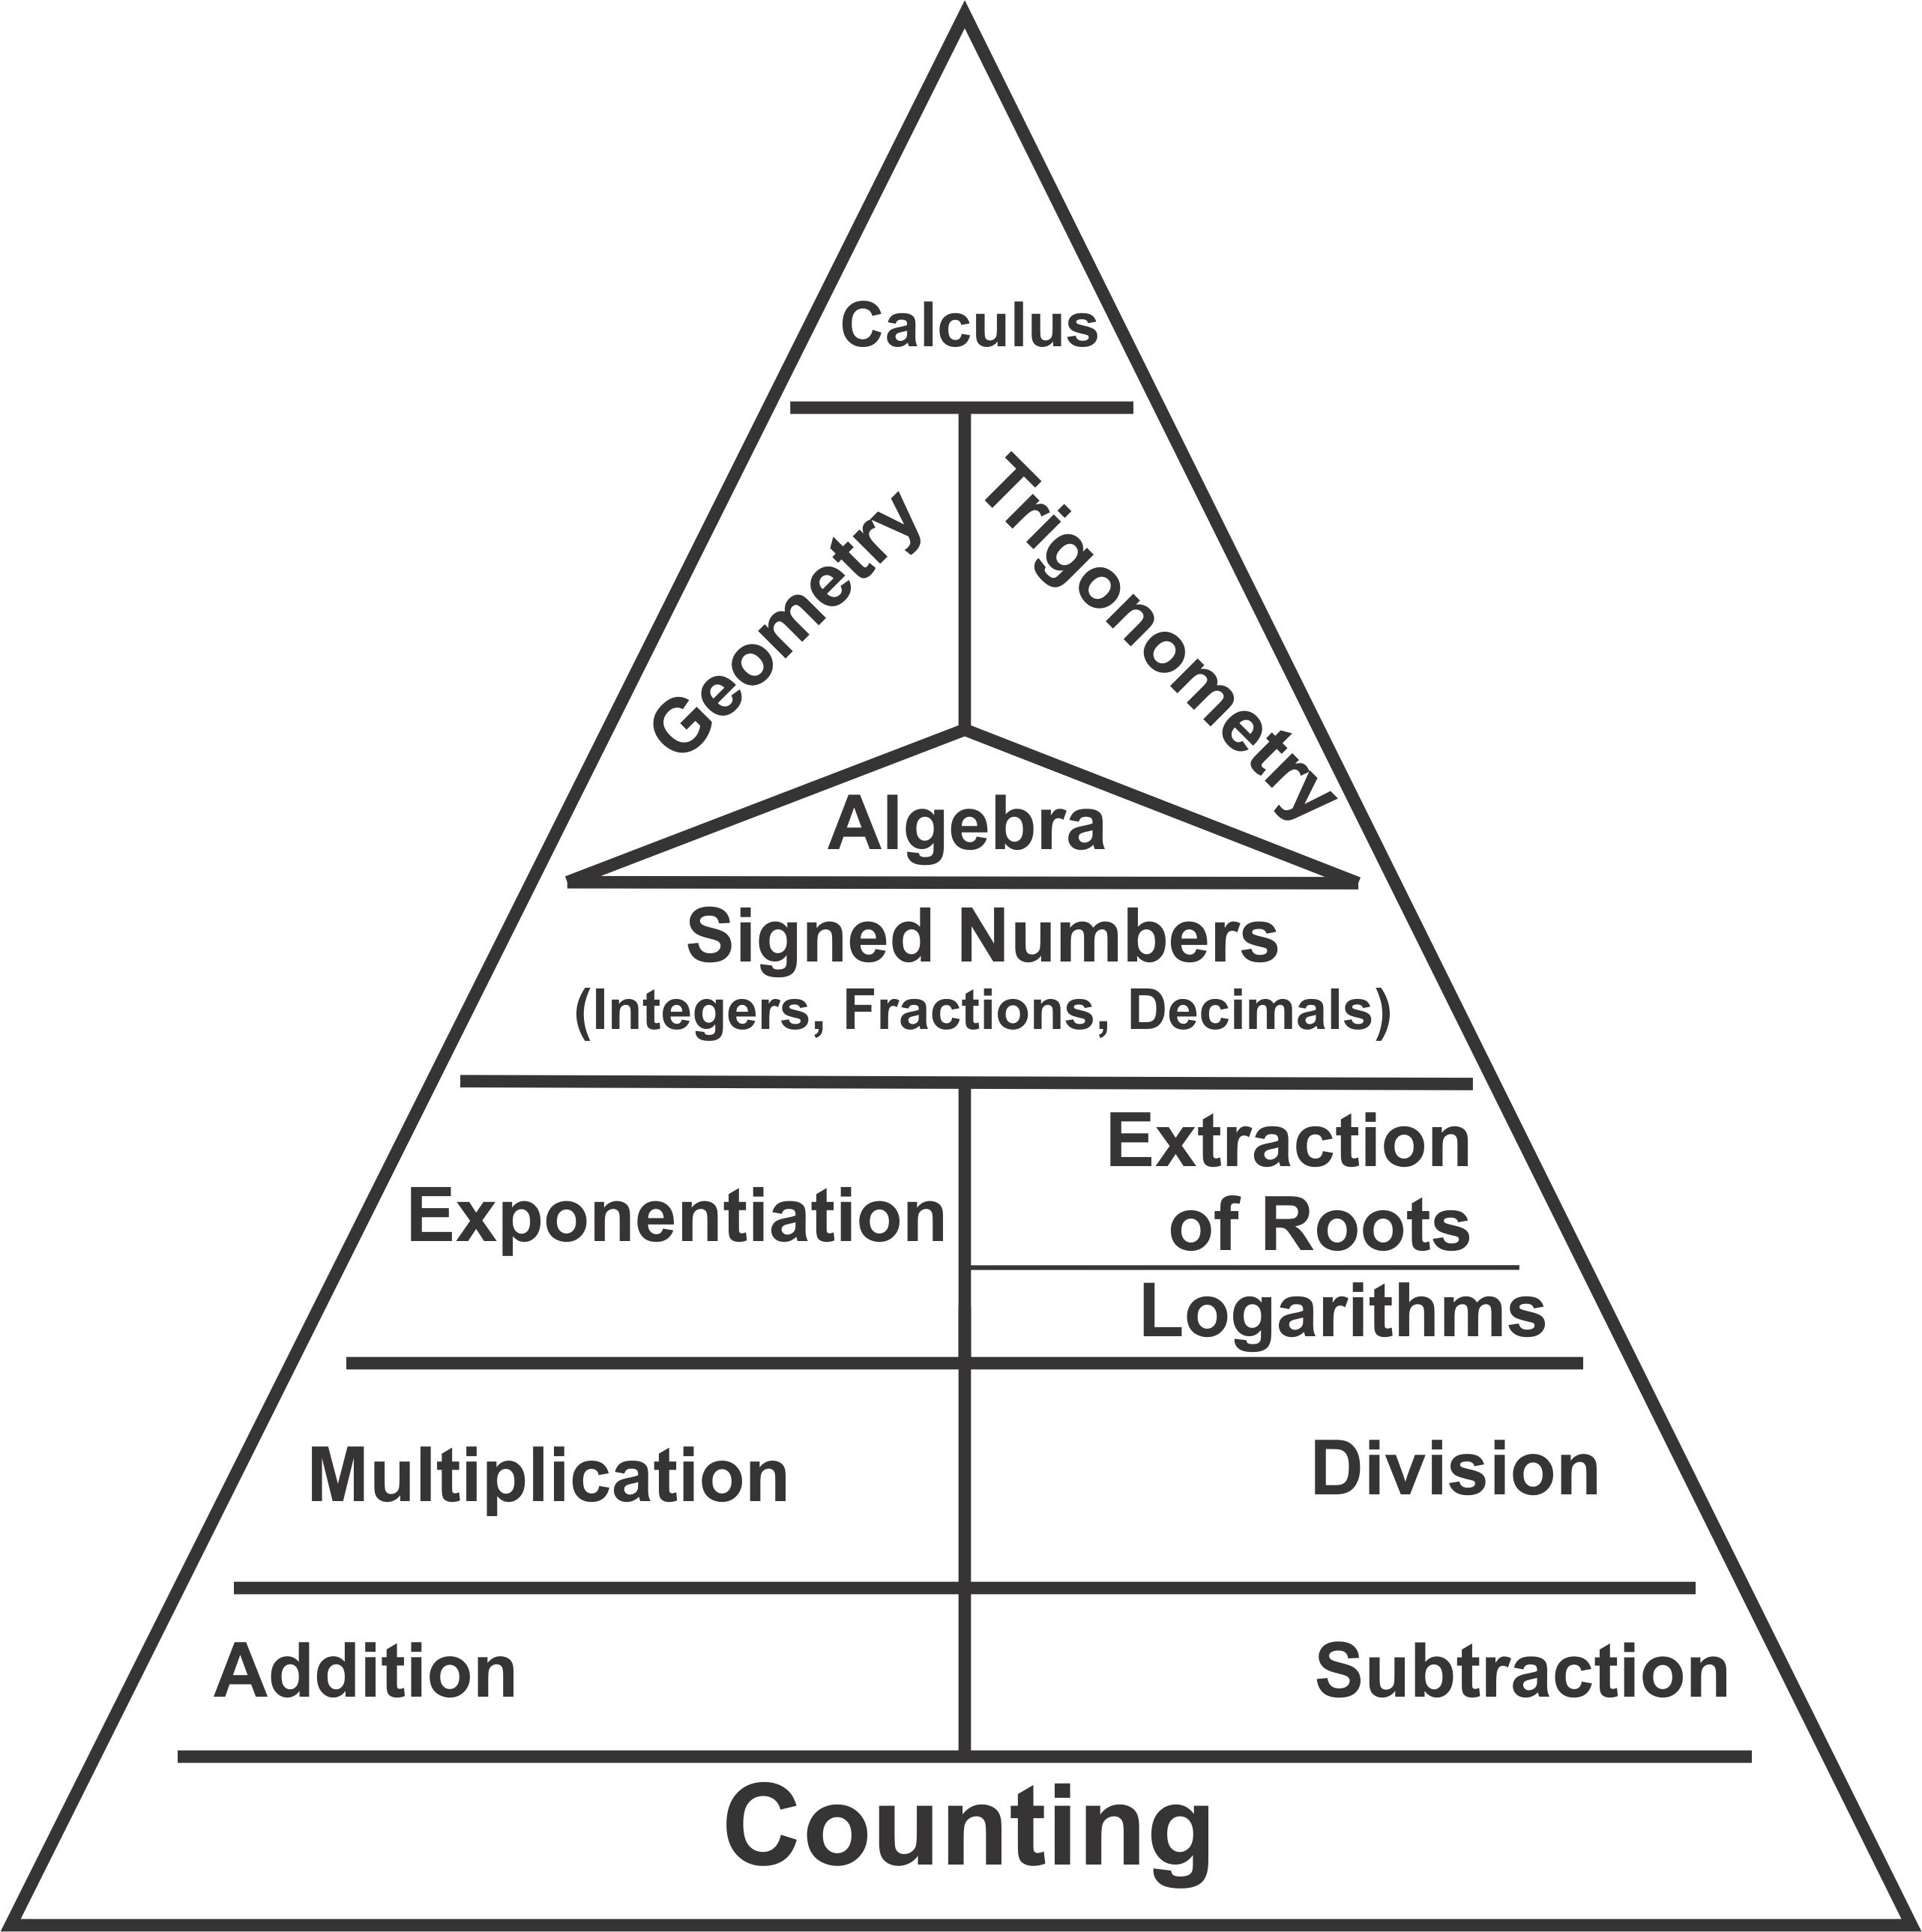 Calculus
Geometry
Trigonometry
Algebra
Signed Numbers
(Integers, Fractions, Decimals)
Exponentiation
Extraction
of Roots
Logarithms
Multiplication
Division
Addition
Subtraction
Counting